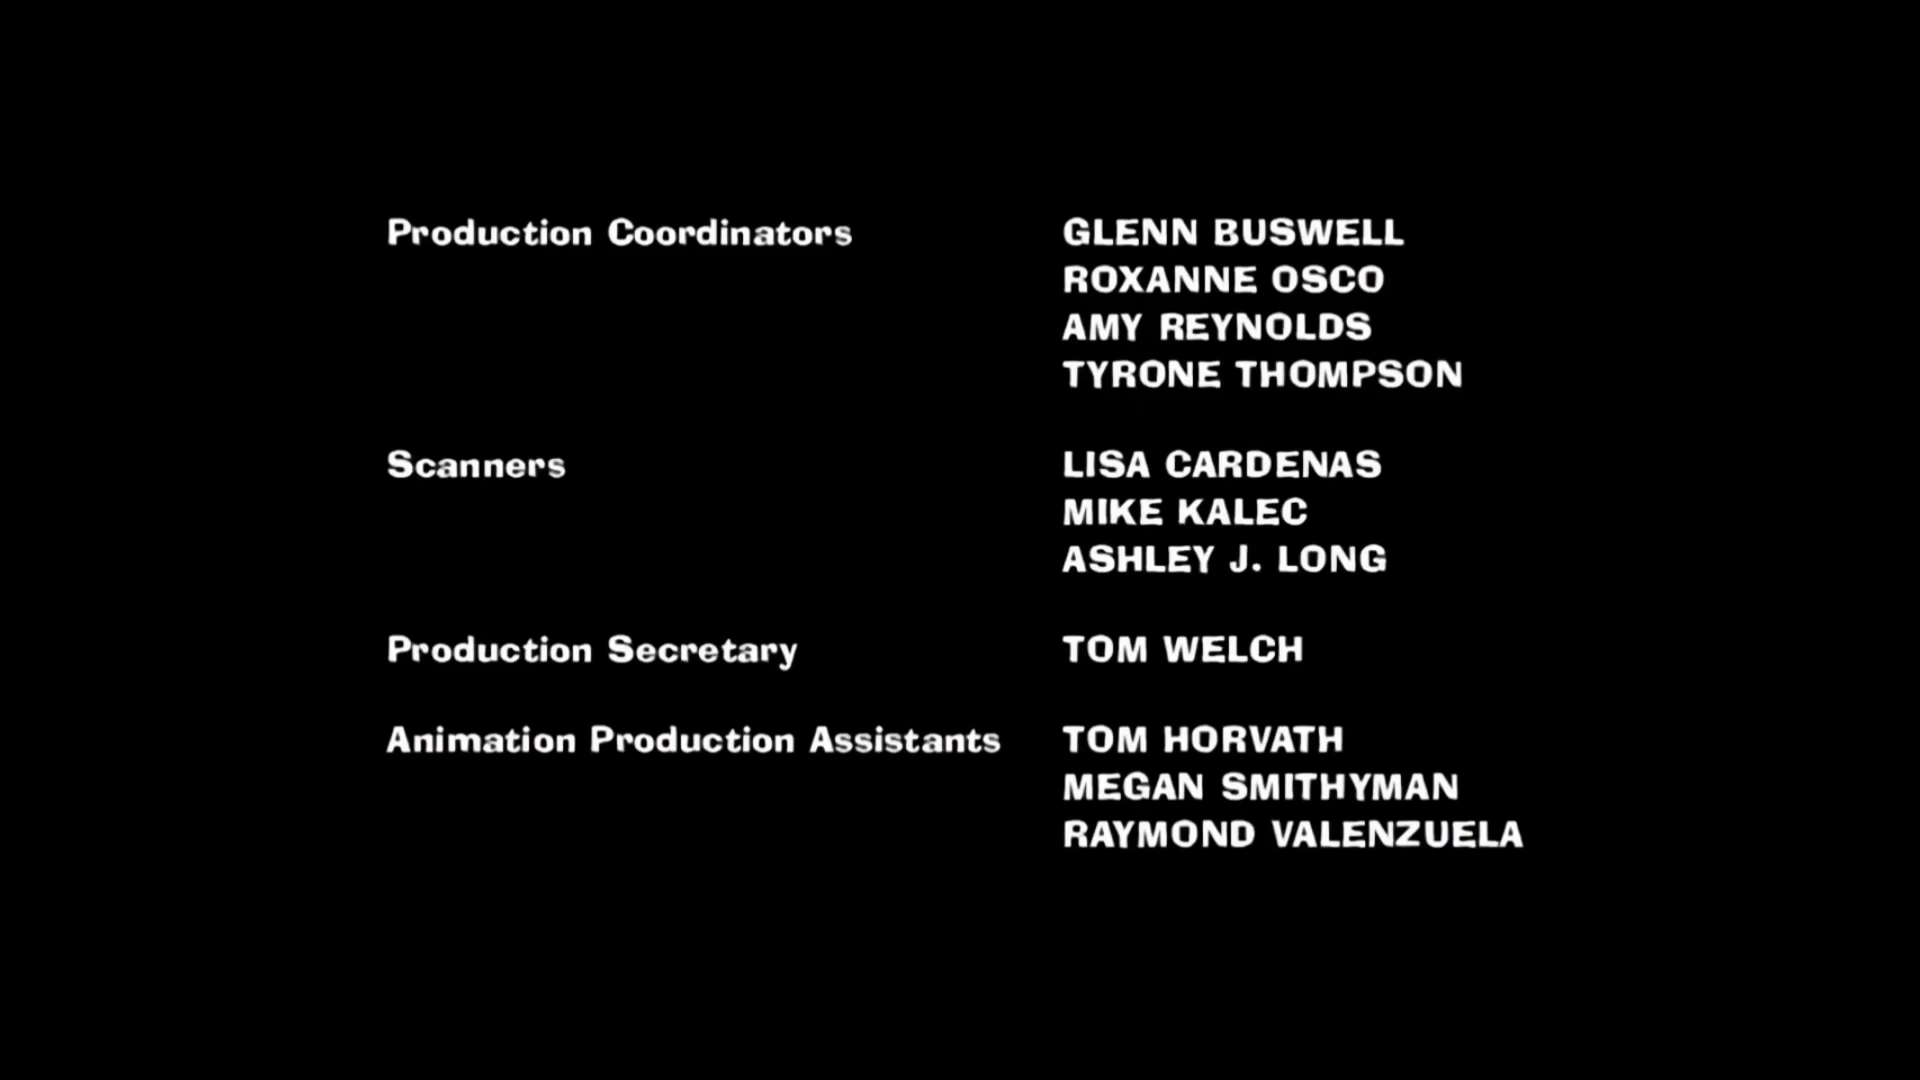 Production Coordinators GLENN BUSWELL
ROXANNE OSCO
AMY REYNOLDS
TYRONE THOMPSON
Scanners LISA CARDENAS
MIKE KALEC
ASHLEY J. LONG
Production Secretary TOM WELCH
Animation Production Assistants TOM HORVATH
MEGAN SMITHYMAN
RAYMOND VALENZUELA